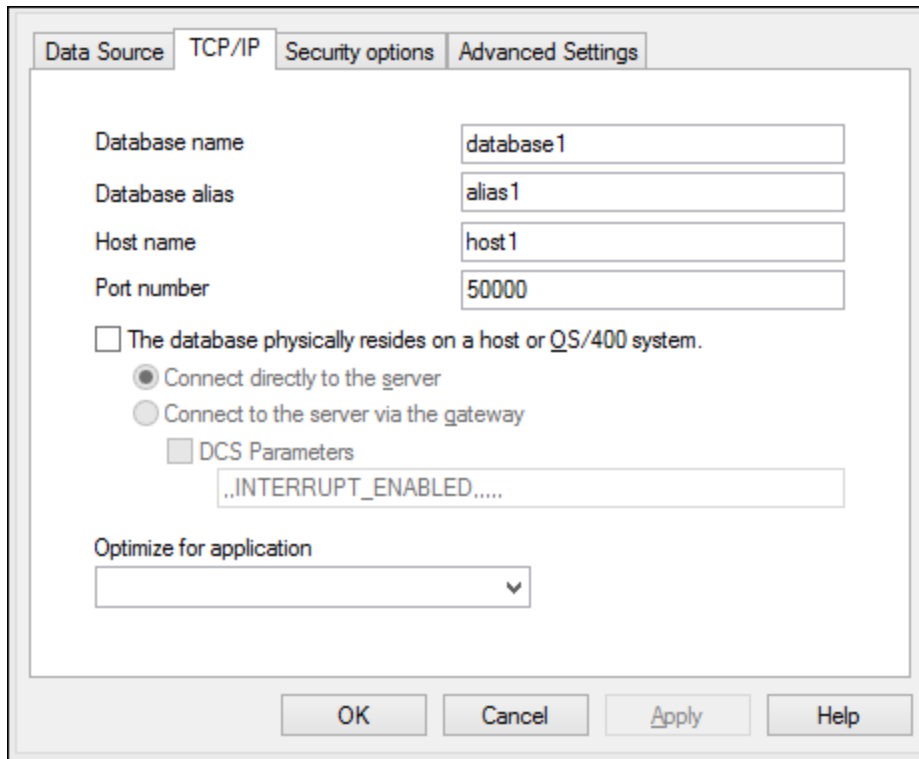 Data Source TCP/IP Security options Advanced Settings
Database name database1
Database alias alias1
Host name host1
Port number 50000
The database physically resides on a host or OS/400 system.
Connect directly to the server
Connect to the server via the gateway
DCS Parameters
,,INTERRUPT_ENABLED,,,,,
Optimize for application
OK Cancel Apply Help